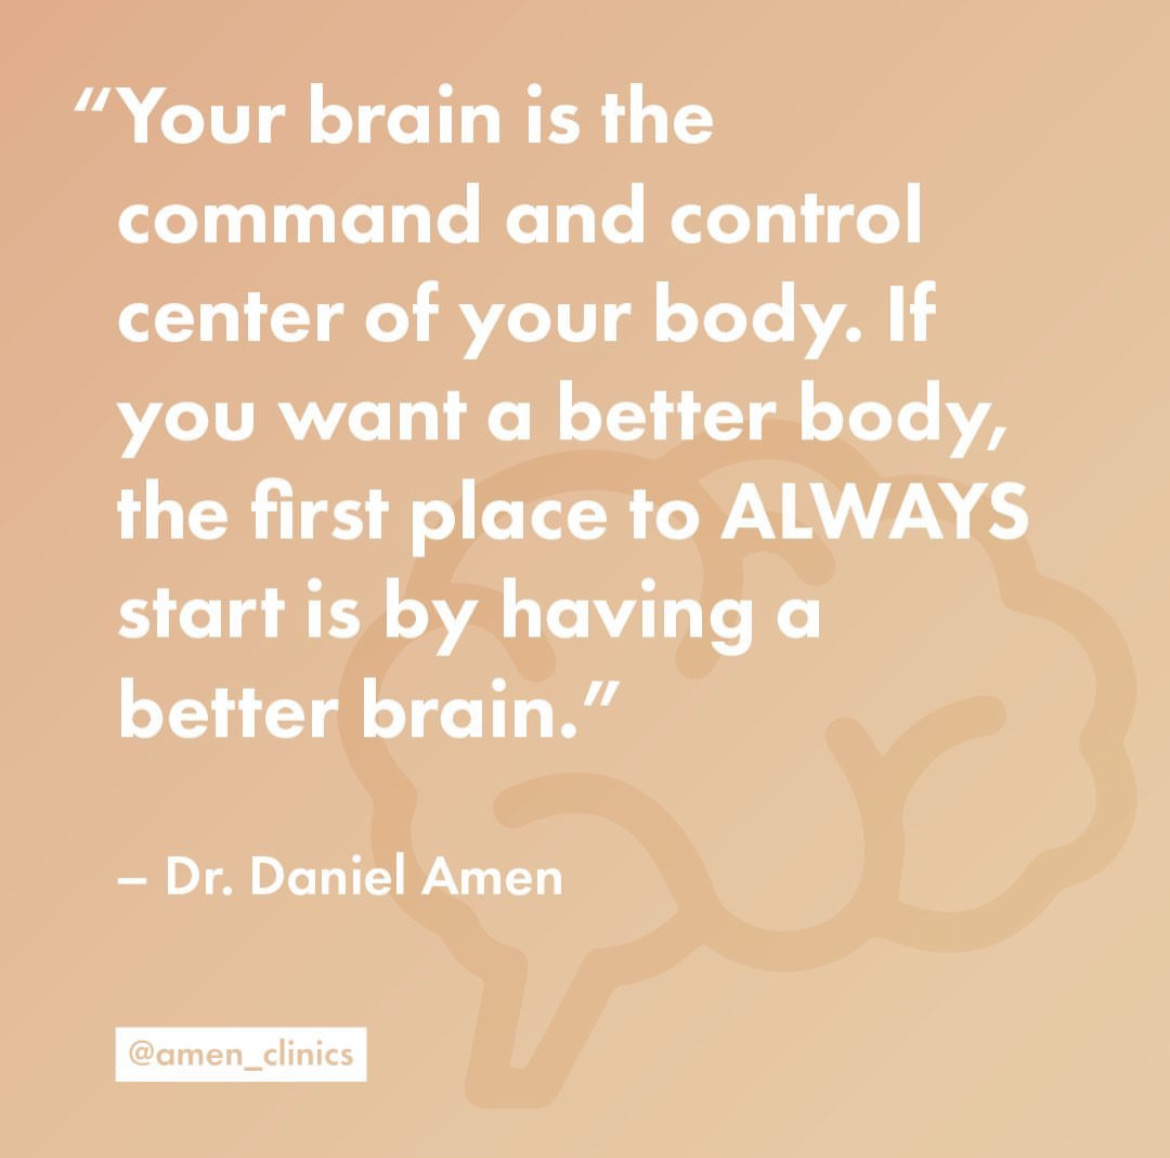 “Your brain is the
command and control
center of your body. If
you want a better body,
the first place to ALWAYS
start is by having a
better brain.”
– Dr. Daniel Amen
@amen_clinics